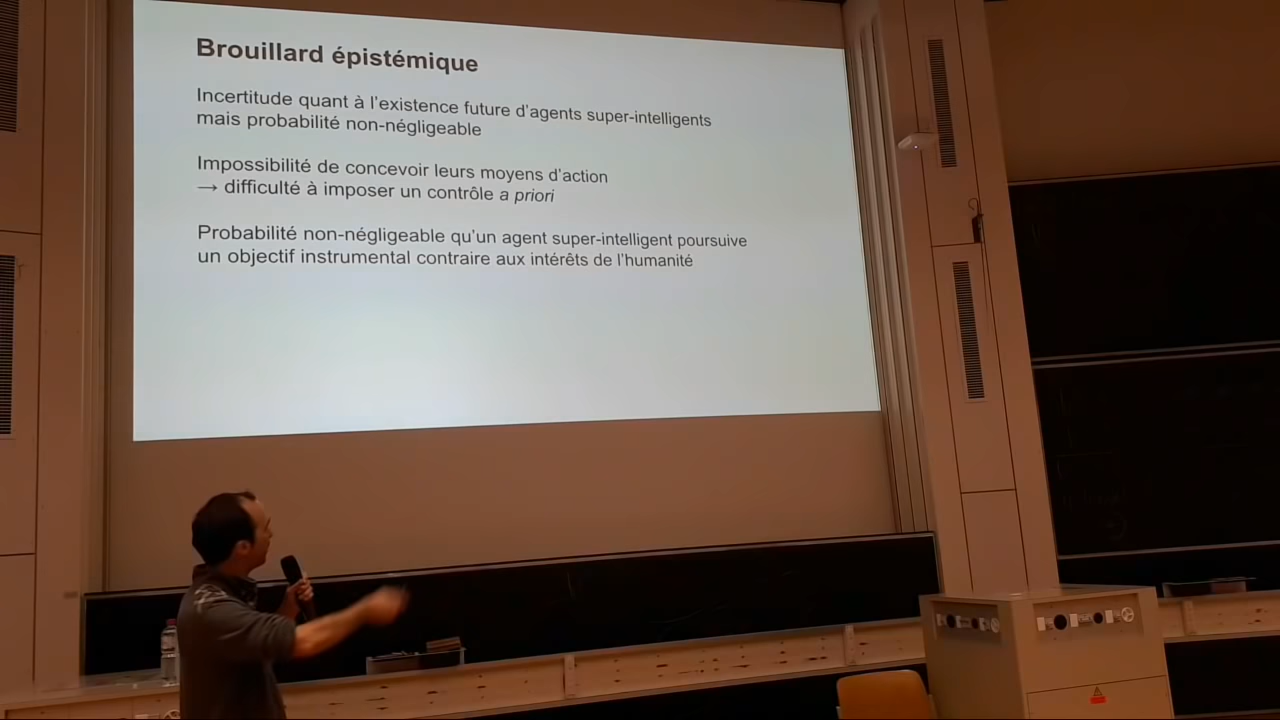 Brouillard épistémique
Incertitude quant à l'existence future d'agents super-intelligents
mais probabilité non-négligeable
Impossibilité de concevoir leurs moyens d'action
→ difficulté à imposer un contrôle a priori
Probabilité non-négligeable qu'un agent super-intelligent poursuive
un objectif instrumental contraire aux intérêts de l'humanité